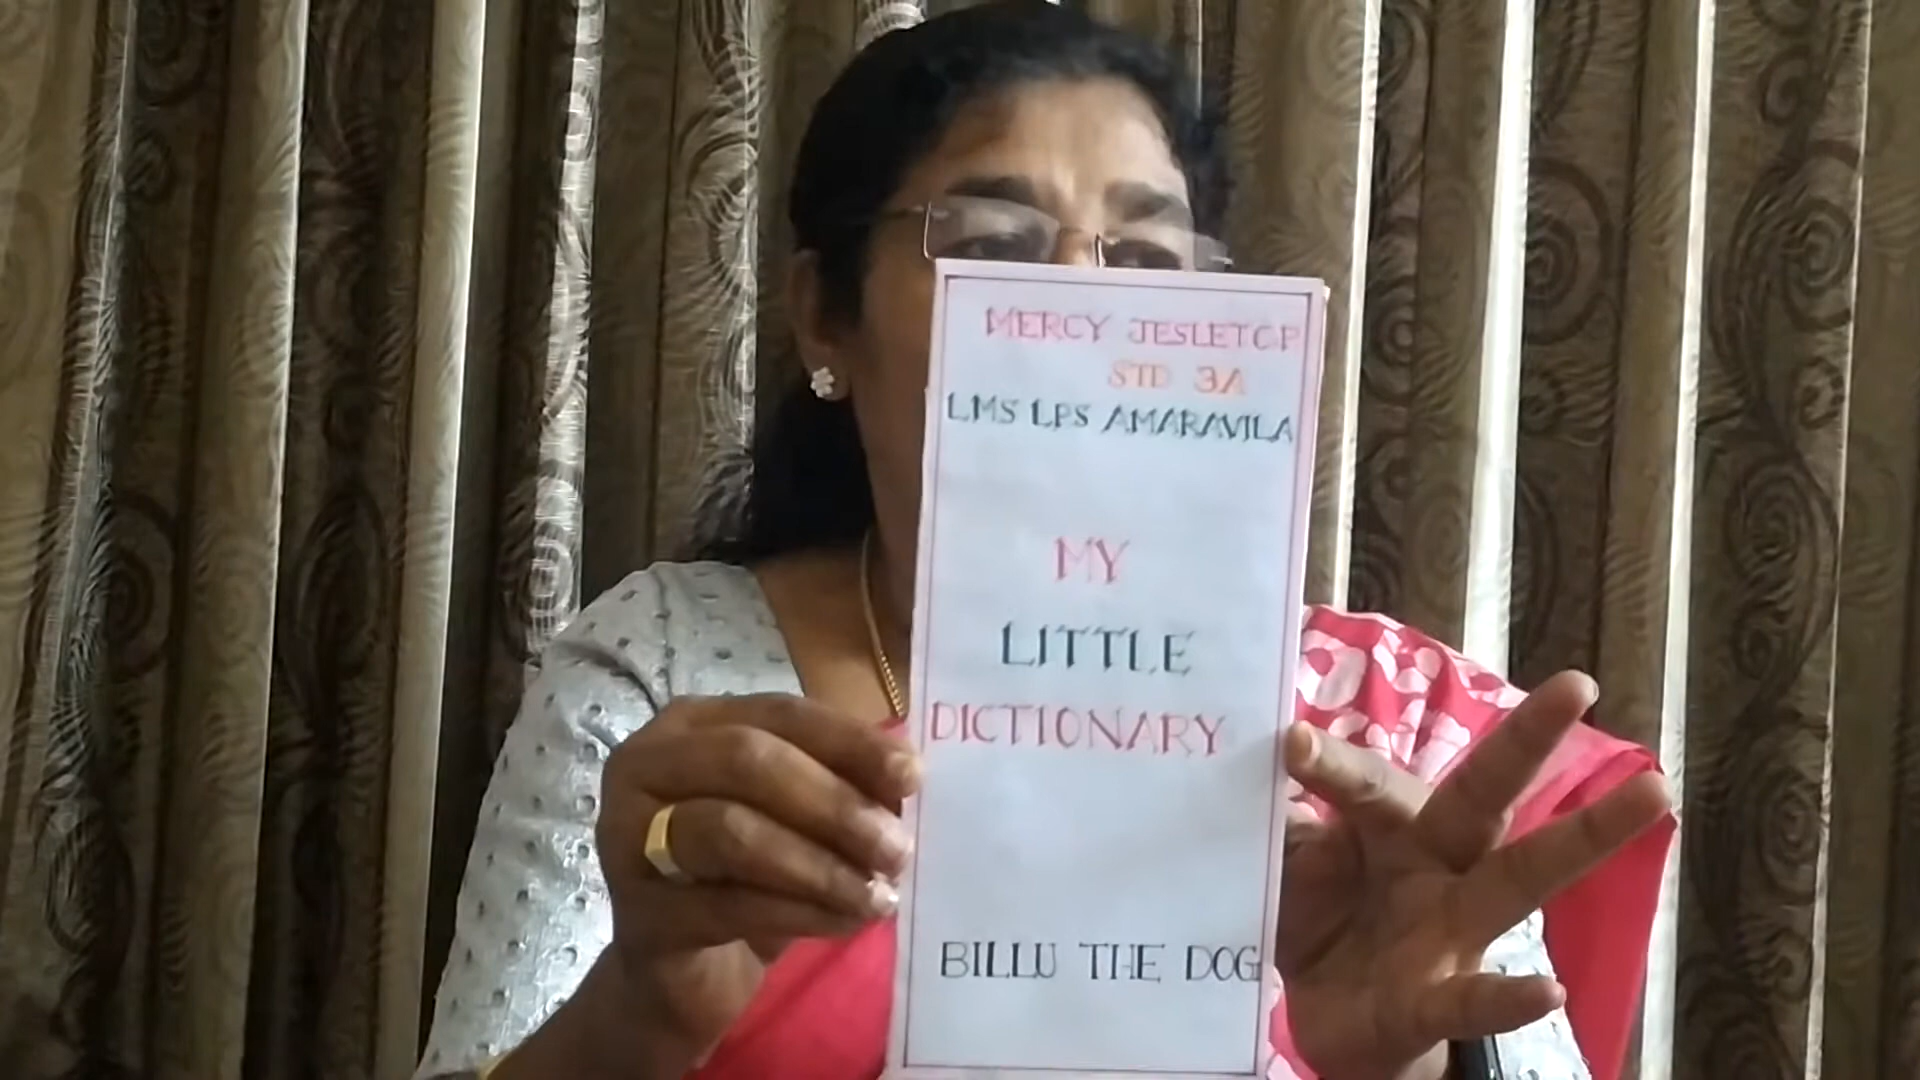 MERCY JESLET O.P
STD 3A
LMS LPS AMARAVILA
MY
LITTLE
DICTIONARY
BILLU THE DOG